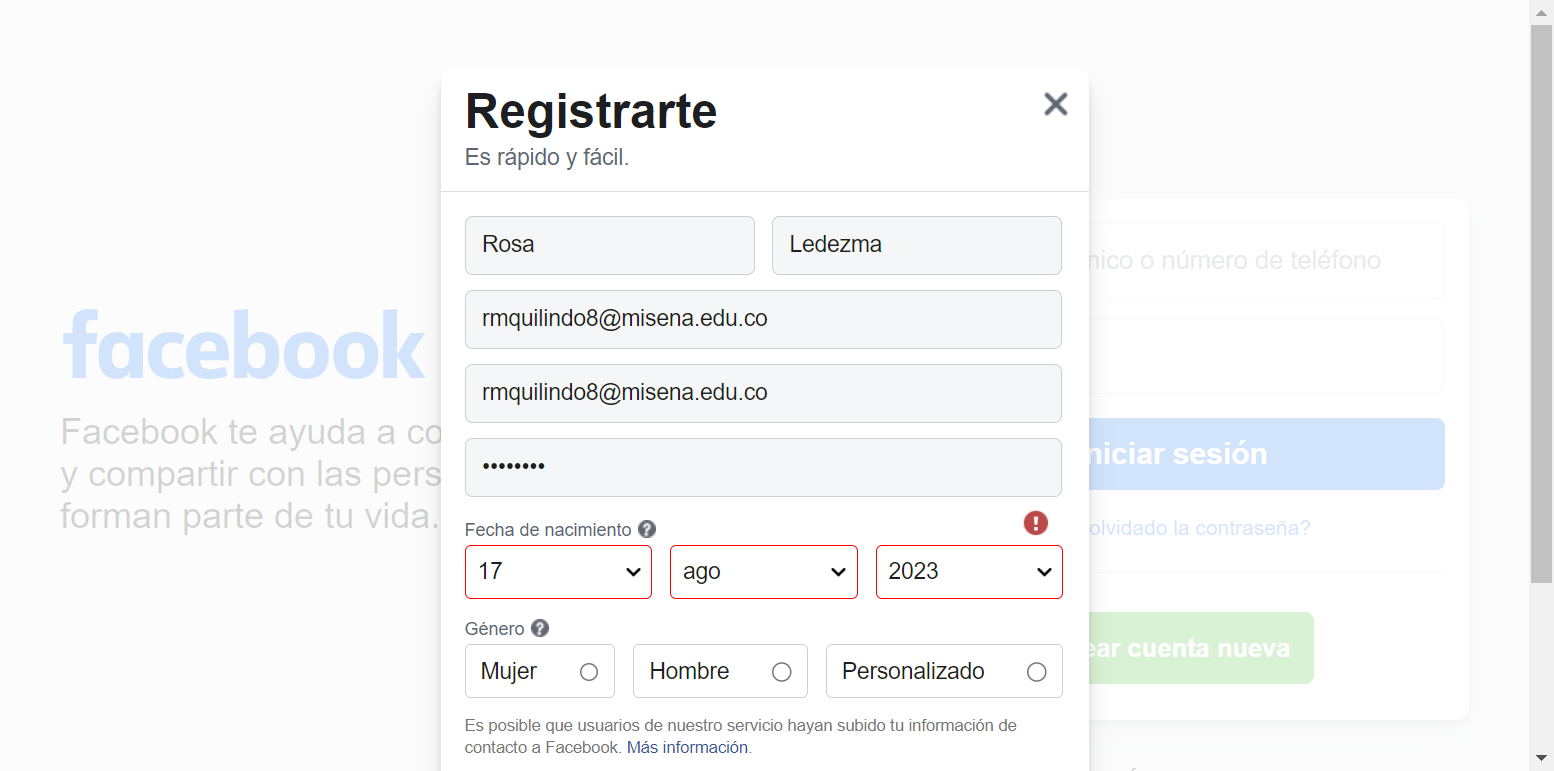 Registrarte
Es rápido y fácil.
Rosa
Ledezma
rmquilindo8@misena.edu.co
rmquilindo8@misena.edu.co
••••••••
Fecha de nacimiento
17
ago
2023
Género
Mujer
Hombre
Personalizado
Es posible que usuarios de nuestro servicio hayan subido tu información de
contacto a Facebook. Más información.
facebook
Facebook te ayuda a co
y compartir con las pers
forman parte de tu vida.
nico o número de teléfono
niciar sesión
olvidado la contraseña?
ear cuenta nueva